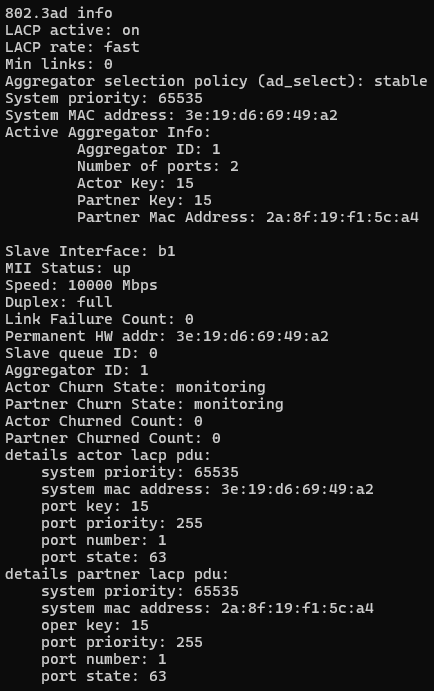 802.3ad info
LACP active: on
LACP rate: fast
Min links: 0
Aggregator selection policy (ad_select): stable
System priority: 65535
System MAC address: 3e:19:d6:69:49:a2
Active Aggregator Info:
        Aggregator ID: 1
        Number of ports: 2
        Actor Key: 15
        Partner Key: 15
        Partner Mac Address: 2a:8f:19:f1:5c:a4

Slave Interface: b1
MII Status: up
Speed: 10000 Mbps
Duplex: full
Link Failure Count: 0
Permanent HW addr: 3e:19:d6:69:49:a2
Slave queue ID: 0
Aggregator ID: 1
Actor Churn State: monitoring
Partner Churn State: monitoring
Actor Churned Count: 0
Partner Churned Count: 0
details actor lacp pdu:
    system priority: 65535
    system mac address: 3e:19:d6:69:49:a2
    port key: 15
    port priority: 255
    port number: 1
    port state: 63
details partner lacp pdu:
    system priority: 65535
    system mac address: 2a:8f:19:f1:5c:a4
    oper key: 15
    port priority: 255
    port number: 1
    port state: 63